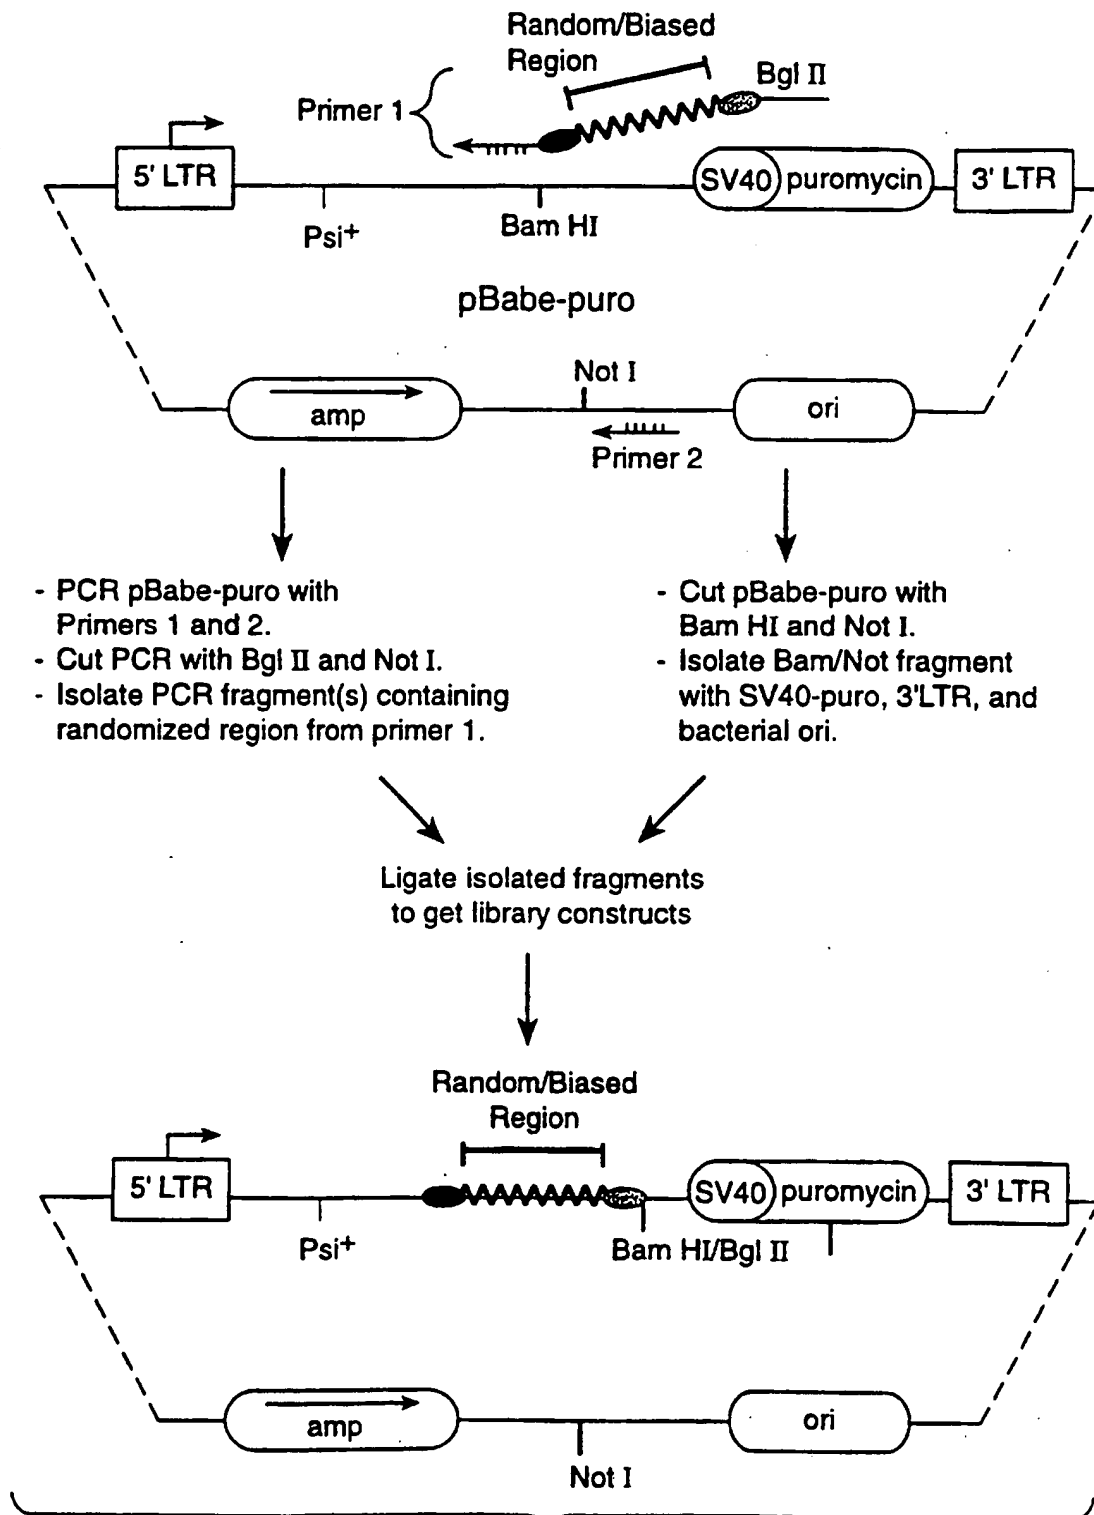 Random/Biased
Region
Bgl II
Primer 1
5' LTR
SV40
puromycin
3' LTR
Psi+
Bam HI
pBabe-puro
Not I
amp
ori
Primer 2
- PCR pBabe-puro with
Primers 1 and 2.
- Cut PCR with Bgl II and Not I.
- Isolate PCR fragment(s) containing
randomized region from primer 1.
- Cut pBabe-puro with
Bam HI and Not I.
- Isolate Bam/Not fragment
with SV40-puro, 3'LTR, and
bacterial ori.
Ligate isolated fragments
to get library constructs
Random/Biased
Region
5' LTR
SV40
puromycin
3' LTR
Psi+
Bam HI/Bgl II
amp
ori
Not I